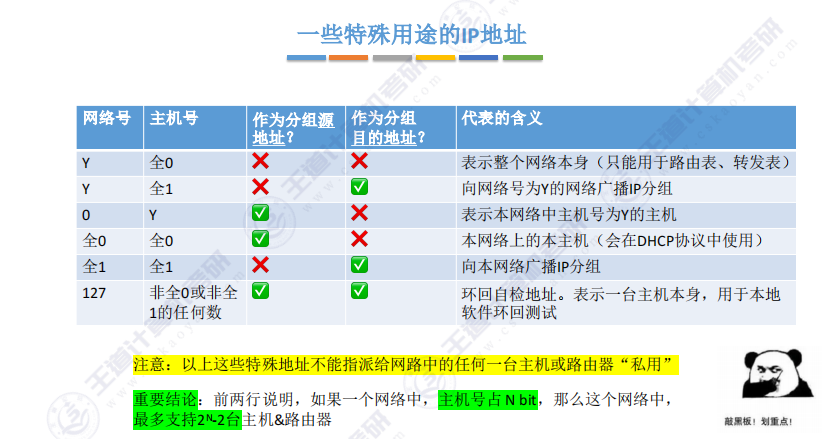 一些特殊用途的IP地址
网络号 主机号 作为分组源地址？ 作为分组目的地址？ 代表的含义
Y 全0 ❌ ❌ 表示整个网络本身（只能用于路由表、转发表）
Y 全1 ❌ ✅ 向网络号为Y的网络广播IP分组
0 Y ✅ ❌ 表示本网络中主机号为Y的主机
全0 全0 ✅ ❌ 本网络上的本主机（会在DHCP协议中使用）
全1 全1 ❌ ✅ 向本网络广播IP分组
127 非全0或非全1的任何数 ✅ ✅ 环回自检地址。表示一台主机本身，用于本地软件环回测试
注意：以上这些特殊地址不能指派给网路中的任何一台主机或路由器“私用”
重要结论：前两行说明，如果一个网络中，主机号占 N bit，那么这个网络中，
最多支持2ᴺ-2台主机&路由器
敲黑板！划重点！
王道计算机考研
www.cskaoyan.com